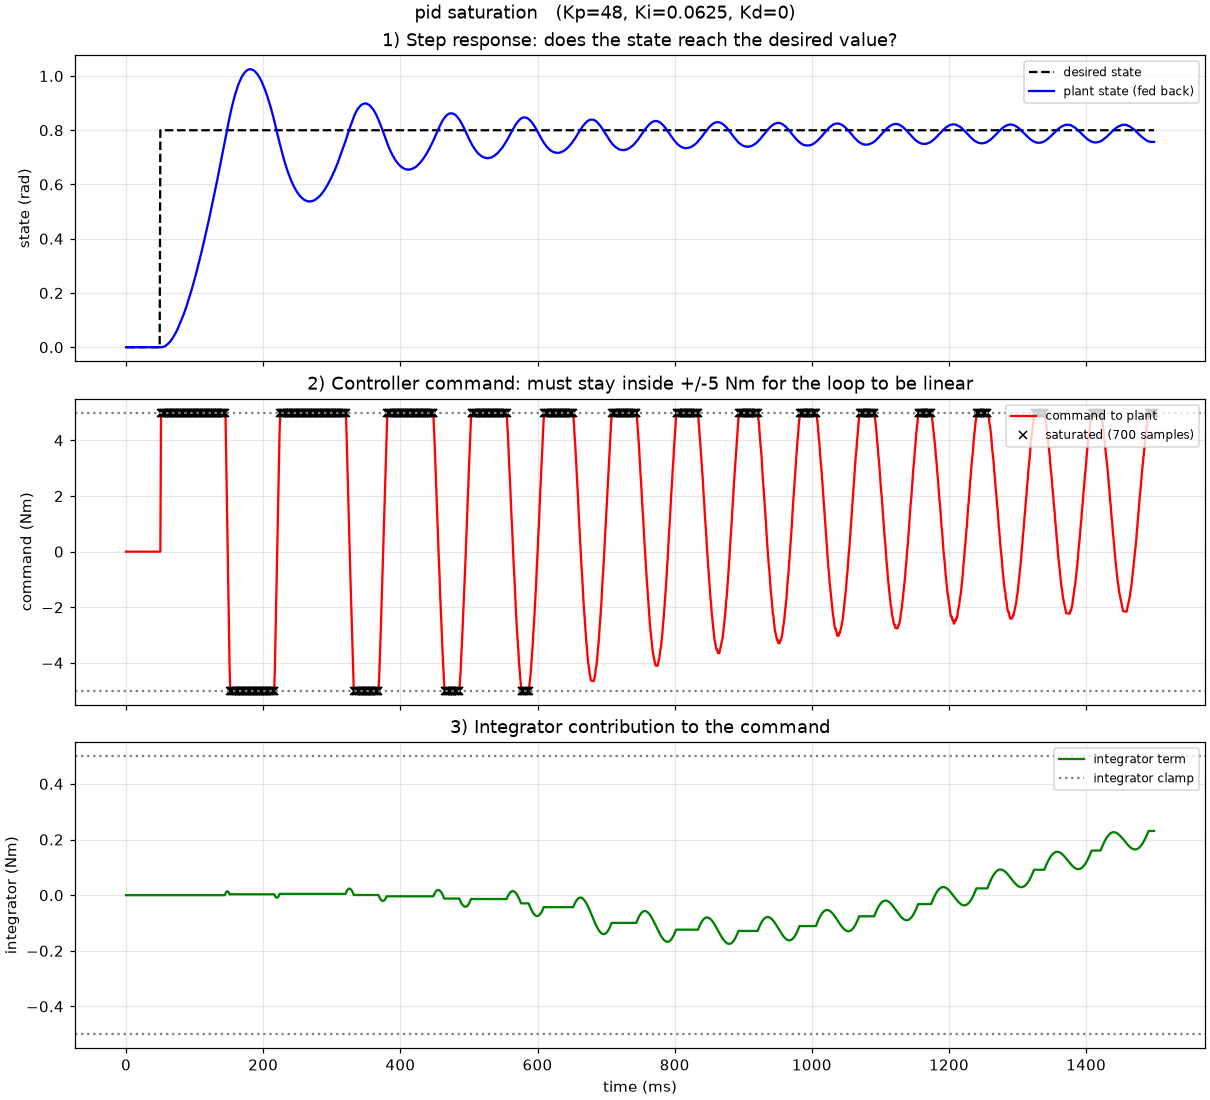 pid saturation (Kp=48, Ki=0.0625, Kd=0)
1) Step response: does the state reach the desired value?
desired state
plant state (fed back)
state (rad)
1.0
0.8
0.6
0.4
0.2
0.0
2) Controller command: must stay inside +/-5 Nm for the loop to be linear
command to plant
saturated (700 samples)
command (Nm)
4
2
0
−2
−4
3) Integrator contribution to the command
integrator term
integrator clamp
integrator (Nm)
0.4
0.2
0.0
−0.2
−0.4
0 200 400 600 800 1000 1200 1400
time (ms)